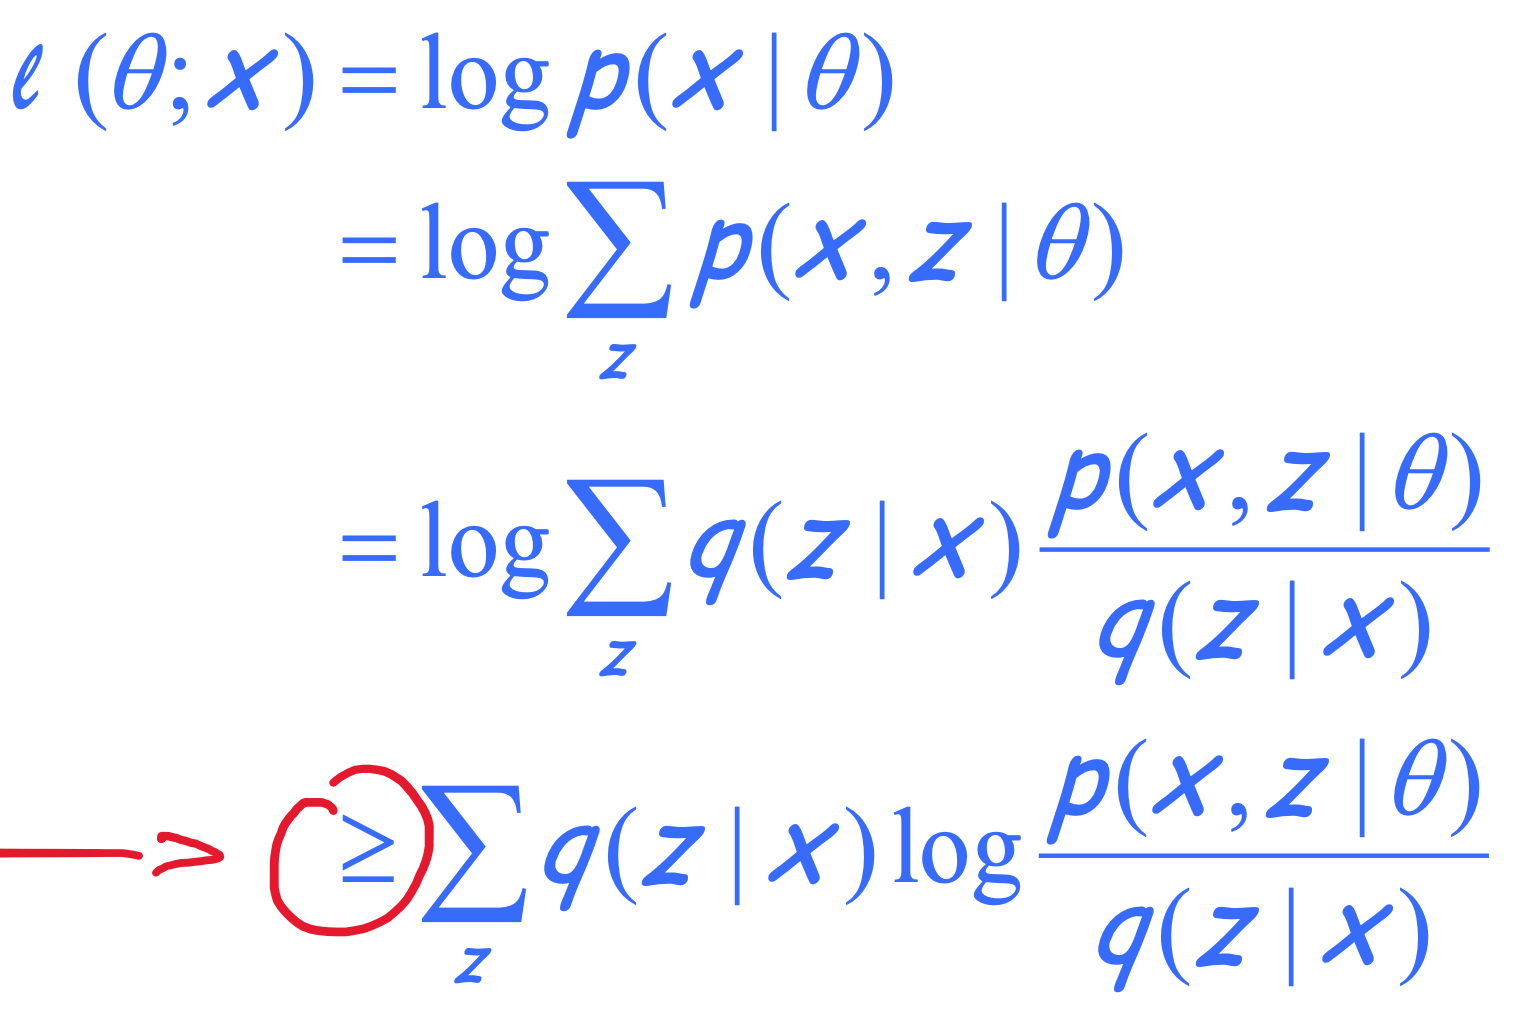 ℓ (θ; x) = log p(x | θ)
= log ∑_z p(x, z | θ)
= log ∑_z q(z | x) p(x, z | θ) / q(z | x)
≥ ∑_z q(z | x) log p(x, z | θ) / q(z | x)